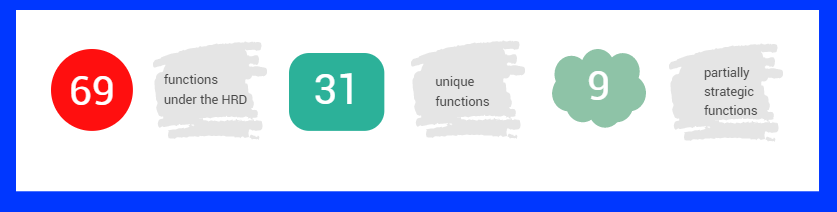 69
functions
under the HRD
31
unique
functions
9
partially
strategic
functions